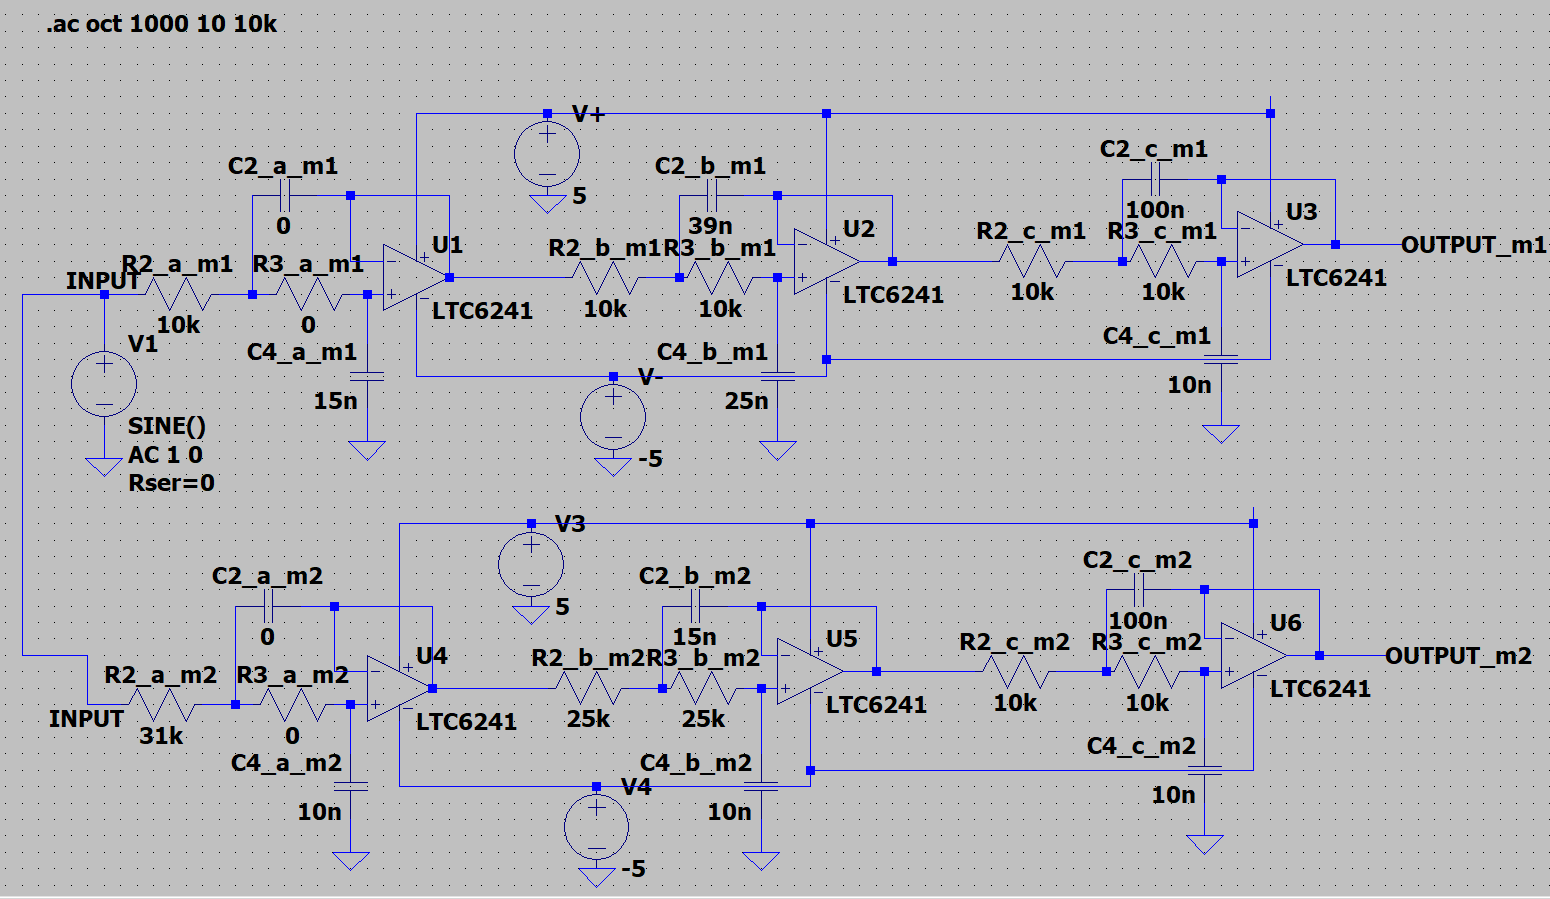 .ac oct 1000 10 10k
V+
5
C2_a_m1
0
C2_b_m1
39n
C2_c_m1
100n
U1
U2
U3
INPUT
R2_a_m1
10k
R3_a_m1
0
LTC6241
R2_b_m1
10k
R3_b_m1
10k
LTC6241
R2_c_m1
10k
R3_c_m1
10k
LTC6241
OUTPUT_m1
V1
SINE()
AC 1 0
Rser=0
C4_a_m1
15n
V-
-5
C4_b_m1
25n
C4_c_m1
10n
V3
5
C2_a_m2
0
C2_b_m2
15n
C2_c_m2
100n
U4
U5
U6
INPUT
R2_a_m2
31k
R3_a_m2
0
LTC6241
R2_b_m2
25k
R3_b_m2
25k
LTC6241
R2_c_m2
10k
R3_c_m2
10k
LTC6241
OUTPUT_m2
C4_a_m2
10n
V4
-5
C4_b_m2
10n
C4_c_m2
10n